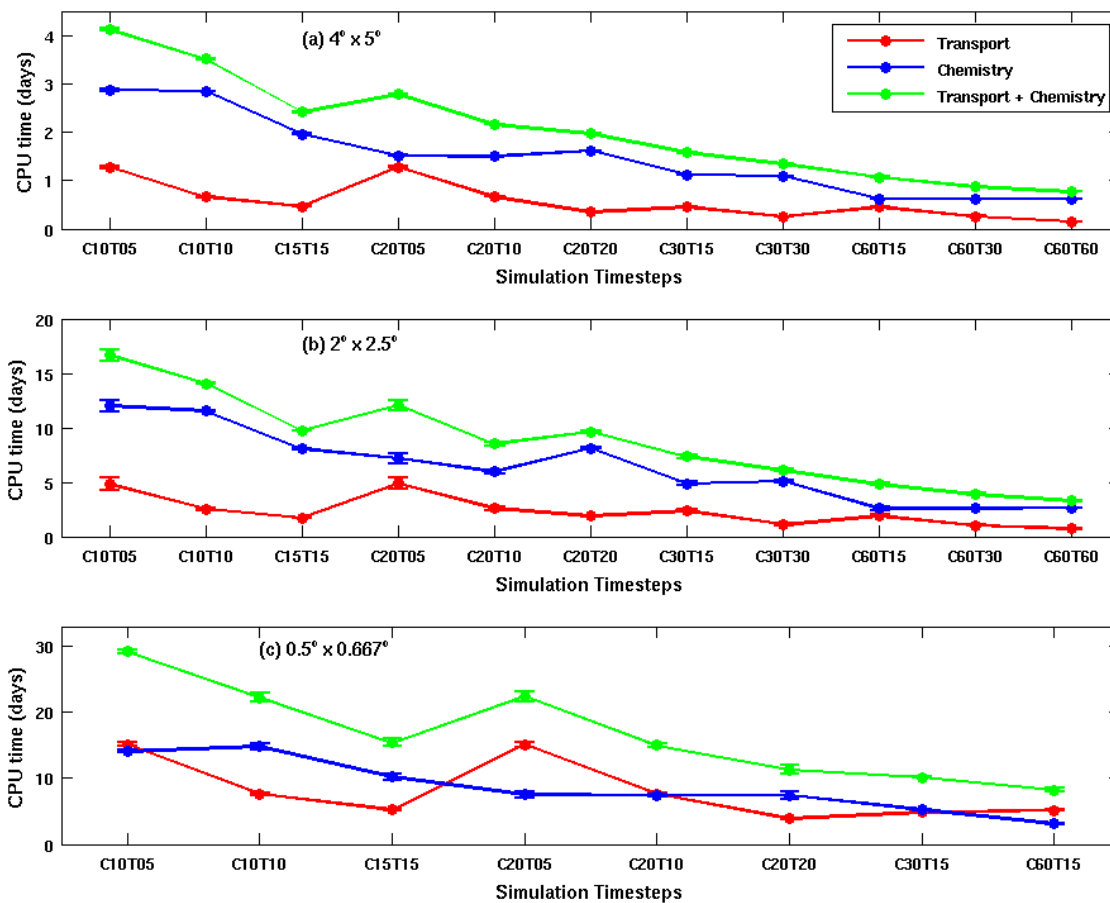 (a) 4° x 5°
Transport
Chemistry
Transport + Chemistry
CPU time (days)
4
3
2
1
0
C10T05 C10T10 C15T15 C20T05 C20T10 C20T20 C30T15 C30T30 C60T15 C60T30 C60T60
Simulation Timesteps
(b) 2° x 2.5°
CPU time (days)
20
15
10
5
0
C10T05 C10T10 C15T15 C20T05 C20T10 C20T20 C30T15 C30T30 C60T15 C60T30 C60T60
Simulation Timesteps
(c) 0.5° x 0.667°
CPU time (days)
30
20
10
0
C10T05 C10T10 C15T15 C20T05 C20T10 C20T20 C30T15 C60T15
Simulation Timesteps